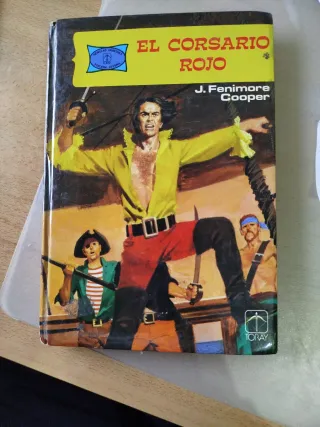 EL CORSARIO
ROJO
J. Fenimore
Cooper
TORAY